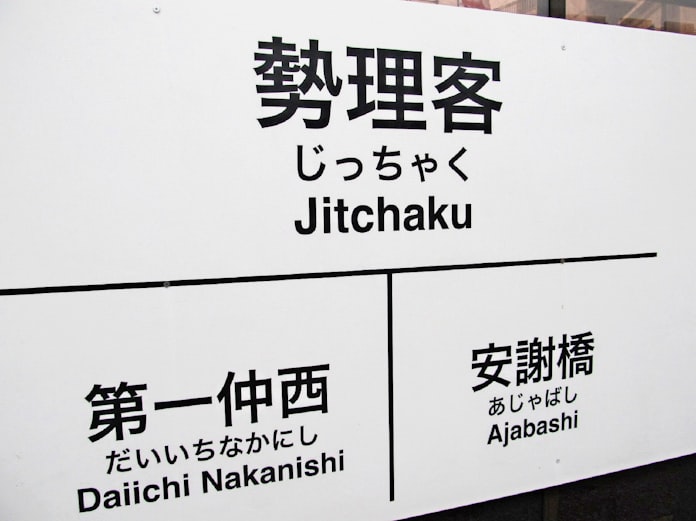 勢理客
じっちゃく
Jitchaku
第一仲西
だいいちなかにし
Daiichi Nakanishi
安謝橋
あじゃばし
Ajabashi